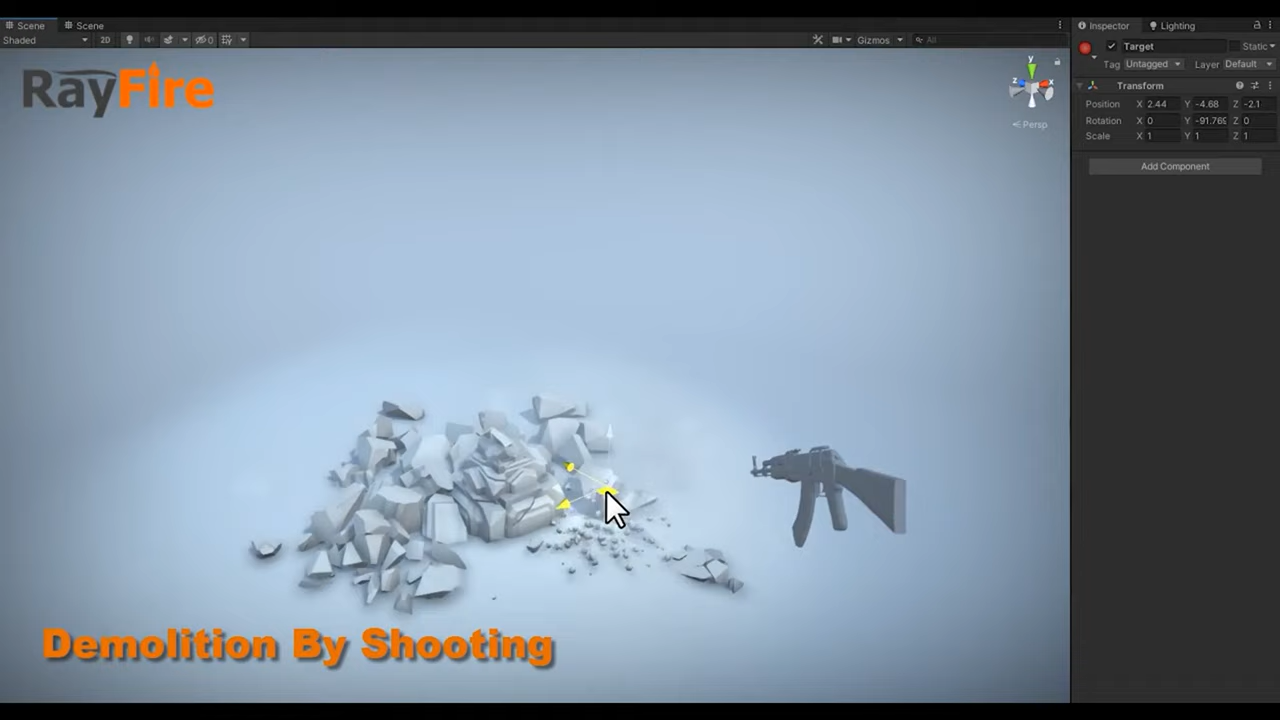 Scene
Scene
Inspector
Lighting
Shaded
2D
0
Gizmos
All
Target
Static
Tag Untagged Layer Default
RayFire
y
z
x
Persp
Transform
Position X 2.44 Y -4.68 Z -2.1
Rotation X 0 Y -91.769 Z 0
Scale X 1 Y 1 Z 1
Add Component
Demolition By Shooting